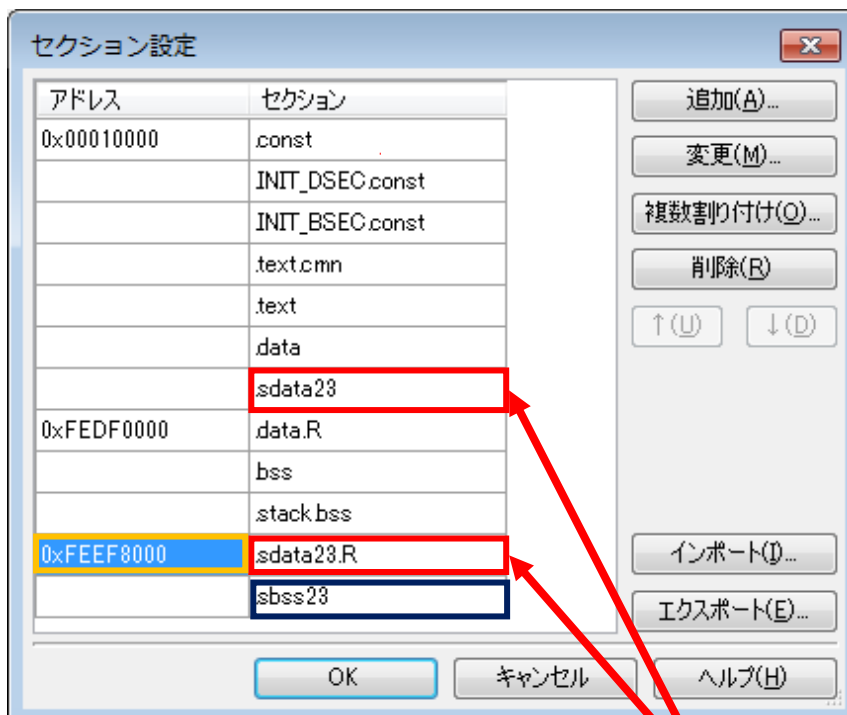 セクション設定
アドレス セクション
0x00010000 .const
.INIT_DSEC.const
.INIT_BSEC.const
.text.cmn
.text
.data
.sdata23
0xFEDF0000 .data.R
.bss
.stack.bss
0xFEEF8000 .sdata23.R
.sbss23
追加(A)...
変更(M)...
複数割り付け(O)...
削除(R)
↑(U) ↓(D)
インポート(I)...
エクスポート(E)...
OK キャンセル ヘルプ(H)